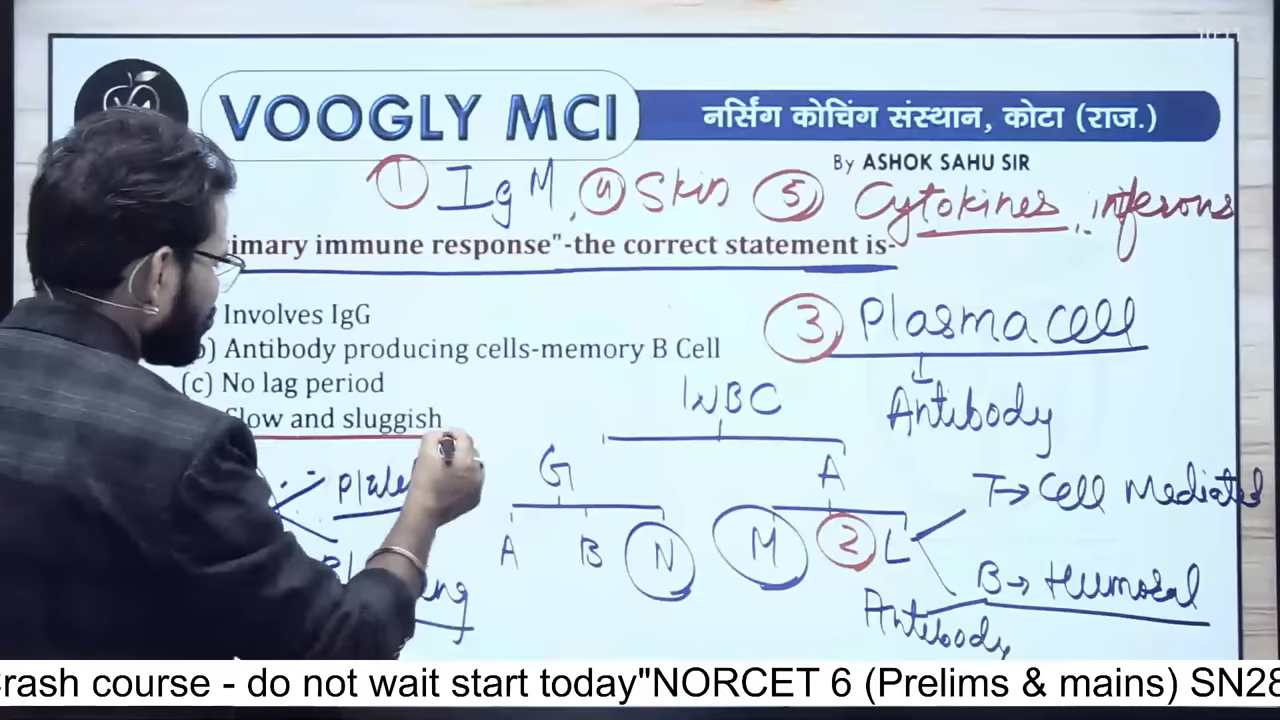 VOOGLY MCI
नर्सिंग कोचिंग संस्थान, कोटा (राज.)
By ASHOK SAHU SIR
① IgM, ④ Skin ⑤ Cytokines, inferons
imary immune response"-the correct statement is-
Involves IgG
b) Antibody producing cells-memory B Cell
(c) No lag period
Slow and sluggish
③ Plasma cell
Antibody
WBC
G A
A B N M ② L
T→ Cell Mediated
B→ Humoral
Antibody
rash course - do not wait start today"NORCET 6 (Prelims & mains) SN28